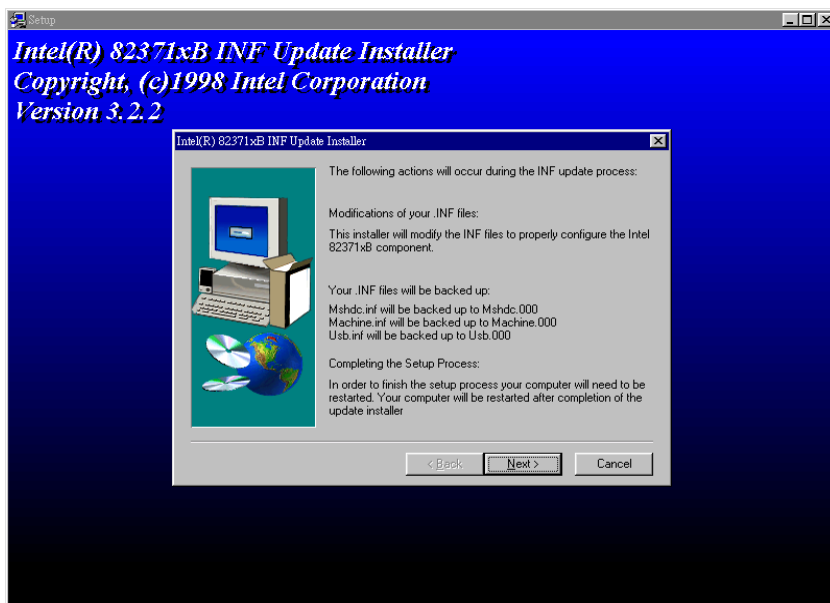 Setup
Intel(R) 82371xB INF Update Installer
Copyright, (c)1998 Intel Corporation
Version 3.2.2
Intel(R) 82371xB INF Update Installer
The following actions will occur during the INF update process:
Modifications of your .INF files:
This installer will modify the INF files to properly configure the Intel
82371xB component.
Your .INF files will be backed up:
Mshdc.inf will be backed up to Mshdc.000
Machine.inf will be backed up to Machine.000
Usb.inf will be backed up to Usb.000
Completing the Setup Process:
In order to finish the setup process your computer will need to be
restarted. Your computer will be restarted after completion of the
update installer
< Back
Next >
Cancel